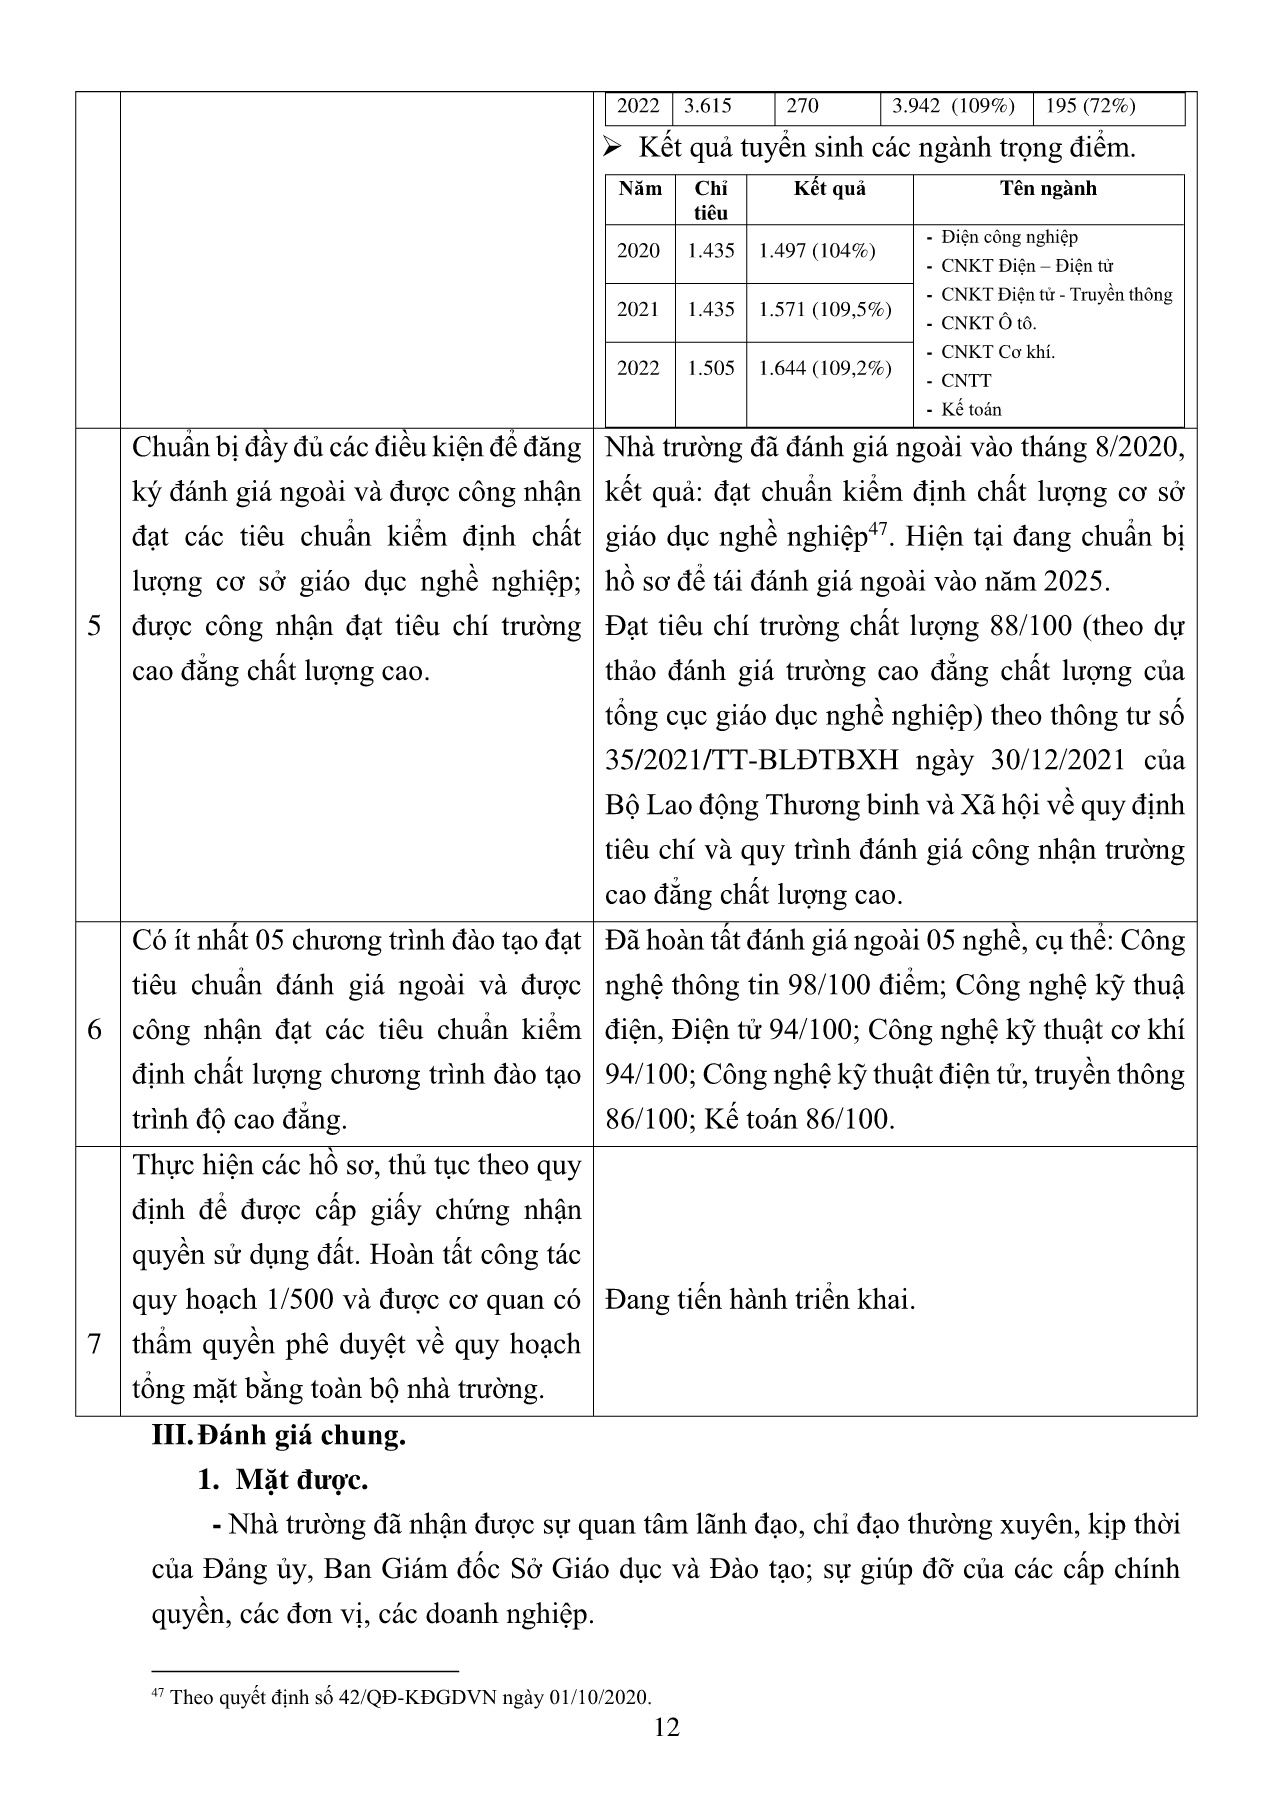 2022 3.615 270 3.942 (109%) 195 (72%)
➢ Kết quả tuyển sinh các ngành trọng điểm.
Năm Chỉ tiêu Kết quả Tên ngành
2020 1.435 1.497 (104%)
2021 1.435 1.571 (109,5%)
2022 1.505 1.644 (109,2%)
- Điện công nghiệp
- CNKT Điện – Điện tử
- CNKT Điện tử - Truyền thông
- CNKT Ô tô.
- CNKT Cơ khí.
- CNTT
- Kế toán
5
Chuẩn bị đầy đủ các điều kiện để đăng
ký đánh giá ngoài và được công nhận
đạt các tiêu chuẩn kiểm định chất
lượng cơ sở giáo dục nghề nghiệp;
được công nhận đạt tiêu chí trường
cao đẳng chất lượng cao.
Nhà trường đã đánh giá ngoài vào tháng 8/2020,
kết quả: đạt chuẩn kiểm định chất lượng cơ sở
giáo dục nghề nghiệp47. Hiện tại đang chuẩn bị
hồ sơ để tái đánh giá ngoài vào năm 2025.
Đạt tiêu chí trường chất lượng 88/100 (theo dự
thảo đánh giá trường cao đẳng chất lượng của
tổng cục giáo dục nghề nghiệp) theo thông tư số
35/2021/TT-BLĐTBXH ngày 30/12/2021 của
Bộ Lao động Thương binh và Xã hội về quy định
tiêu chí và quy trình đánh giá công nhận trường
cao đẳng chất lượng cao.
6
Có ít nhất 05 chương trình đào tạo đạt
tiêu chuẩn đánh giá ngoài và được
công nhận đạt các tiêu chuẩn kiểm
định chất lượng chương trình đào tạo
trình độ cao đẳng.
Đã hoàn tất đánh giá ngoài 05 nghề, cụ thể: Công
nghệ thông tin 98/100 điểm; Công nghệ kỹ thuậ
điện, Điện tử 94/100; Công nghệ kỹ thuật cơ khí
94/100; Công nghệ kỹ thuật điện tử, truyền thông
86/100; Kế toán 86/100.
7
Thực hiện các hồ sơ, thủ tục theo quy
định để được cấp giấy chứng nhận
quyền sử dụng đất. Hoàn tất công tác
quy hoạch 1/500 và được cơ quan có
thẩm quyền phê duyệt về quy hoạch
tổng mặt bằng toàn bộ nhà trường.
Đang tiến hành triển khai.
III. Đánh giá chung.
1. Mặt được.
- Nhà trường đã nhận được sự quan tâm lãnh đạo, chỉ đạo thường xuyên, kịp thời
của Đảng ủy, Ban Giám đốc Sở Giáo dục và Đào tạo; sự giúp đỡ của các cấp chính
quyền, các đơn vị, các doanh nghiệp.
47 Theo quyết định số 42/QĐ-KĐGDVN ngày 01/10/2020.
12